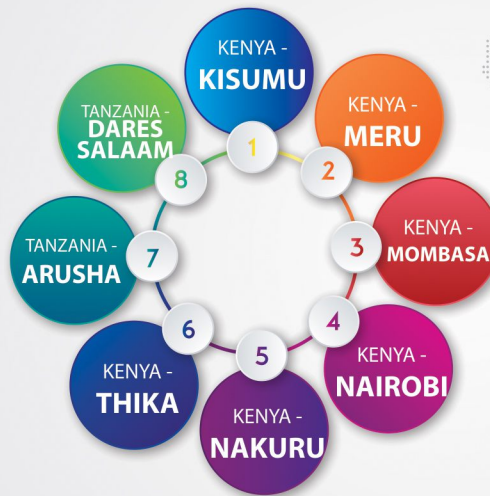 KENYA -
KISUMU
1
KENYA -
MERU
2
KENYA -
MOMBASA
3
KENYA -
NAIROBI
4
KENYA -
NAKURU
5
KENYA -
THIKA
6
TANZANIA -
ARUSHA
7
TANZANIA -
DARES
SALAAM
8